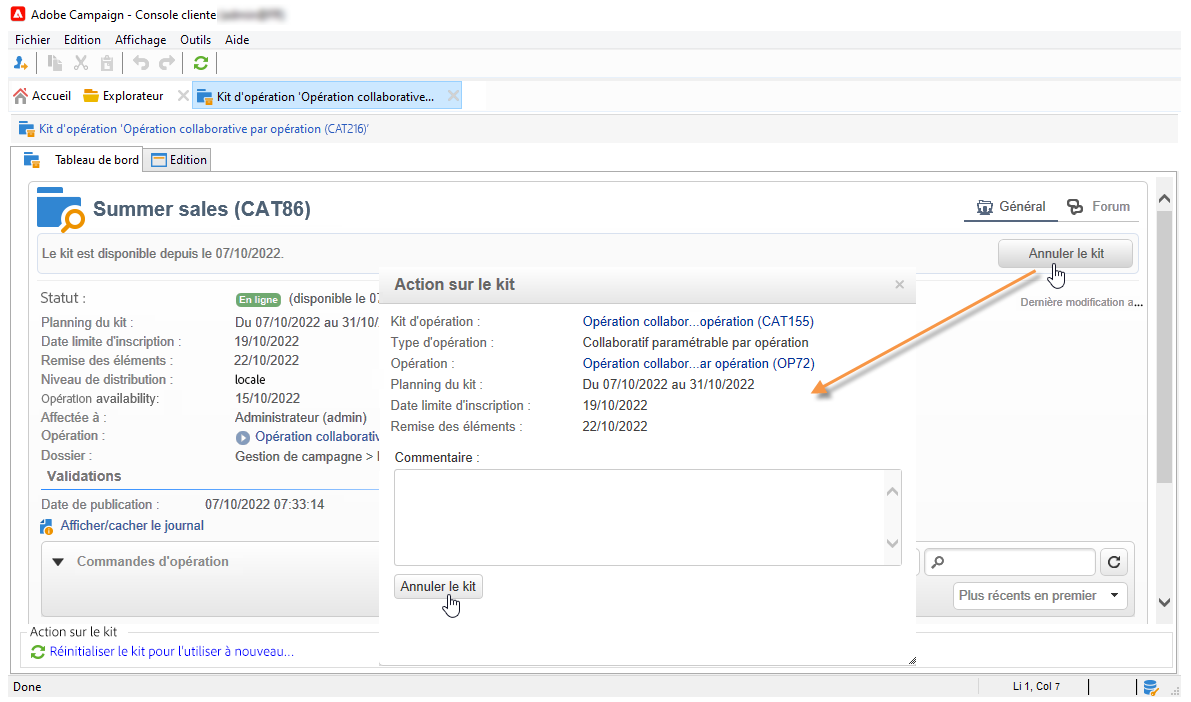 Adobe Campaign - Console cliente
Fichier Edition Affichage Outils Aide
Accueil Explorateur Kit d'opération 'Opération collaborative...
Kit d'opération 'Opération collaborative par opération (CAT216)'
Tableau de bord Edition
Summer sales (CAT86)
Général Forum
Le kit est disponible depuis le 07/10/2022.
Annuler le kit
Dernière modification a...
Statut : En ligne (disponible le 07
Planning du kit : Du 07/10/2022 au 31/10/
Date limite d'inscription : 19/10/2022
Remise des éléments : 22/10/2022
Niveau de distribution : locale
Opération availability: 15/10/2022
Affectée à : Administrateur (admin)
Opération : Opération collaborativ
Dossier : Gestion de campagne >
Validations
Date de publication : 07/10/2022 07:33:14
Afficher/cacher le journal
Commandes d'opération
Action sur le kit
Kit d'opération : Opération collabor...opération (CAT155)
Type d'opération : Collaboratif paramétrable par opération
Opération : Opération collabor...ar opération (OP72)
Planning du kit : Du 07/10/2022 au 31/10/2022
Date limite d'inscription : 19/10/2022
Remise des éléments : 22/10/2022
Commentaire :
Annuler le kit
Plus récents en premier
Action sur le kit
Réinitialiser le kit pour l'utiliser à nouveau...
Done
Li 1, Col 7